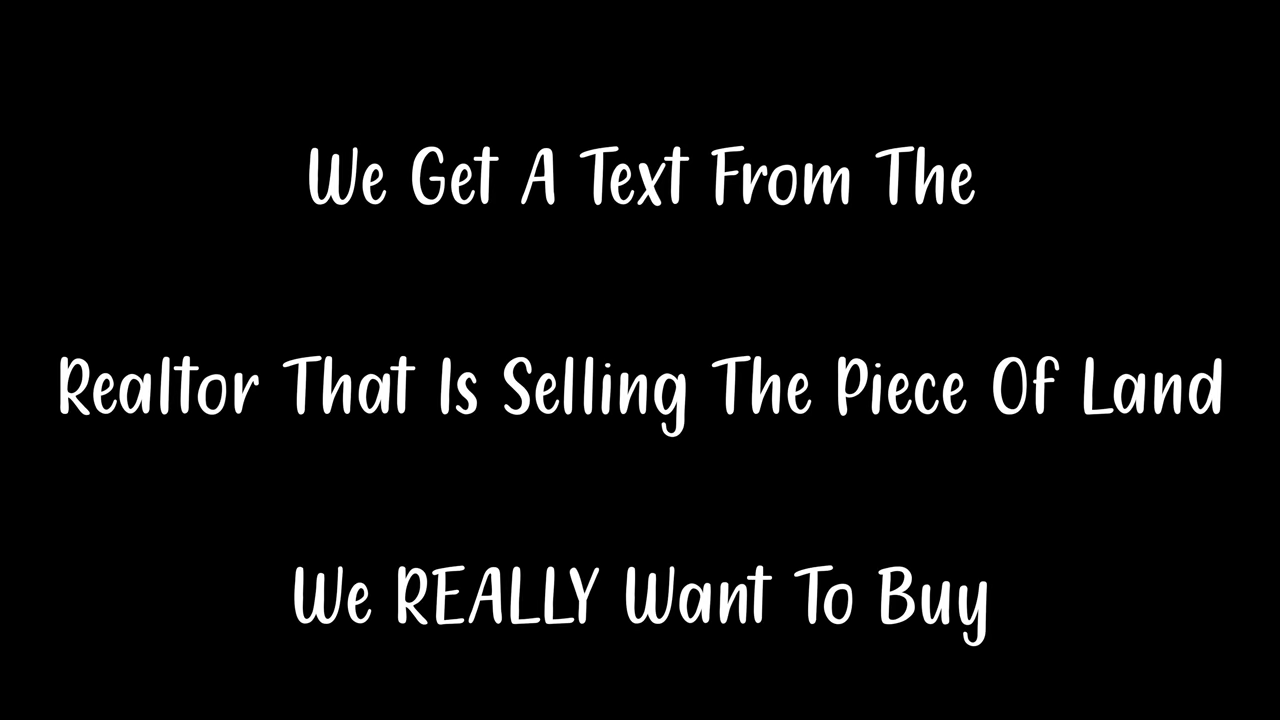 We Get A Text From The
Realtor That Is Selling The Piece Of Land
We REALLY Want To Buy